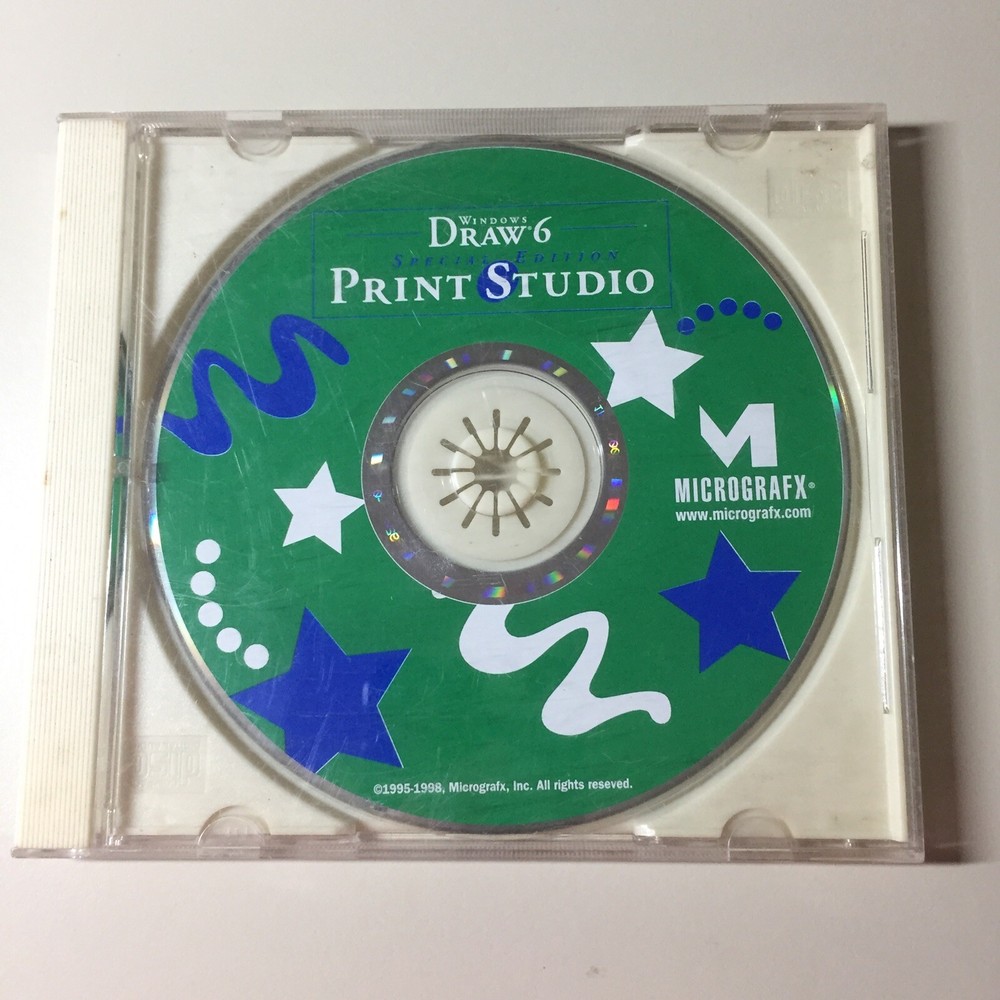 WINDOWS
DRAW® 6
SPECIAL EDITION
PRINT STUDIO
MICROGRAFX®
www.micrografx.com
©1995-1998, Micrografx, Inc. All rights reseved.